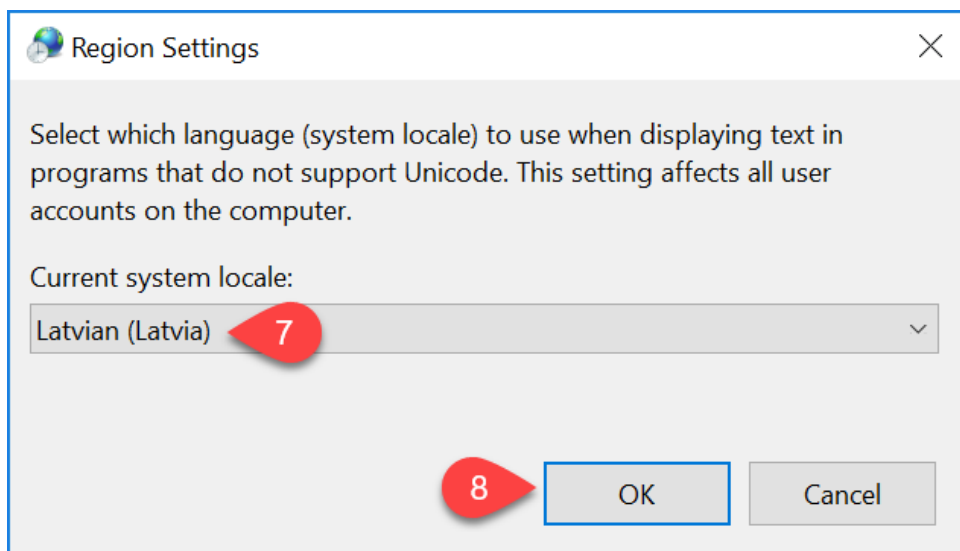 Region Settings
Select which language (system locale) to use when displaying text in
programs that do not support Unicode. This setting affects all user
accounts on the computer.
Current system locale:
Latvian (Latvia) 7
8 OK Cancel